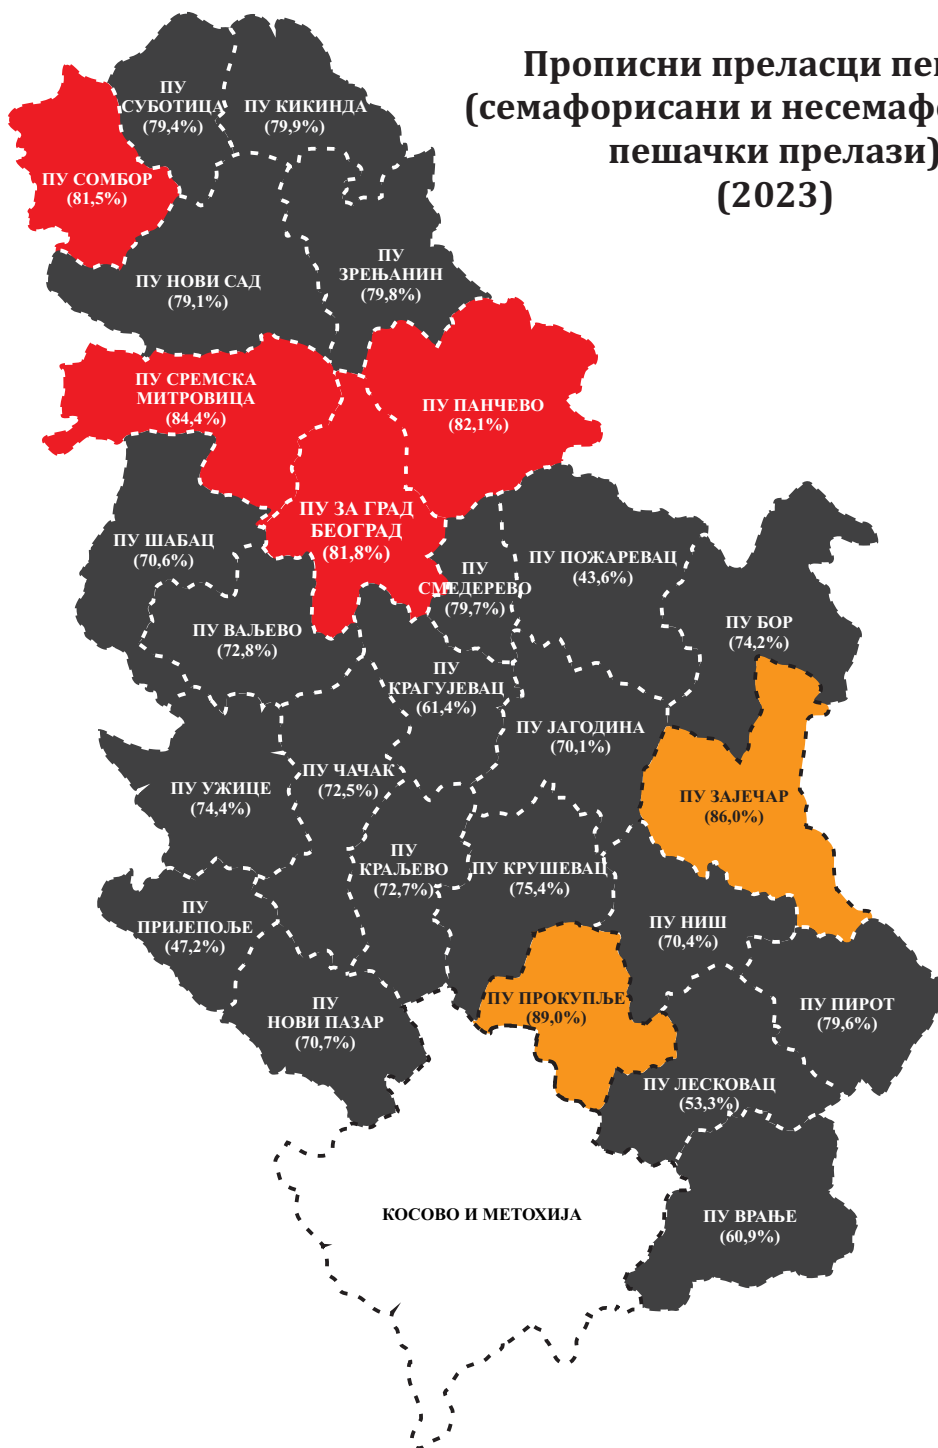 Прописни преласци
(семафорисани и
пешачки прелази)
(2023)
ПУ
СУБОТИЦА
(79,4%)
ПУ КИКИНДА
(79,9%)
ПУ СОМБОР
(81,5%)
ПУ НОВИ САД
(79,1%)
ПУ
ЗРЕЊАНИН
(79,8%)
ПУ СРЕМСКА
МИТРОВИЦА
(84,4%)
ПУ ПАНЧЕВО
(82,1%)
ПУ ЗА ГРАД
БЕОГРАД
(81,8%)
ПУ ШАБАЦ
(70,6%)
ПУ
СМЕДЕРЕВО
(79,7%)
ПУ ПОЖАРЕВАЦ
(43,6%)
ПУ ВАЉЕВО
(72,8%)
ПУ БОР
(74,2%)
ПУ
КРАГУЈЕВАЦ
(61,4%)
ПУ ЈАГОДИНА
(70,1%)
ПУ УЖИЦЕ
(74,4%)
ПУ ЧАЧАК
(72,5%)
ПУ ЗАЈЕЧАР
(86,0%)
ПУ
КРАЉЕВО
(72,7%)
ПУ КРУШЕВАЦ
(75,4%)
ПУ
ПРИЈЕПОЉЕ
(47,2%)
ПУ НИШ
(70,4%)
ПУ
НОВИ ПАЗАР
(70,7%)
ПУ ПРОКУПЉЕ
(89,0%)
ПУ ПИРОТ
(79,6%)
ПУ ЛЕСКОВАЦ
(53,3%)
КОСОВО И МЕТОХИЈА
ПУ ВРАЊЕ
(60,9%)